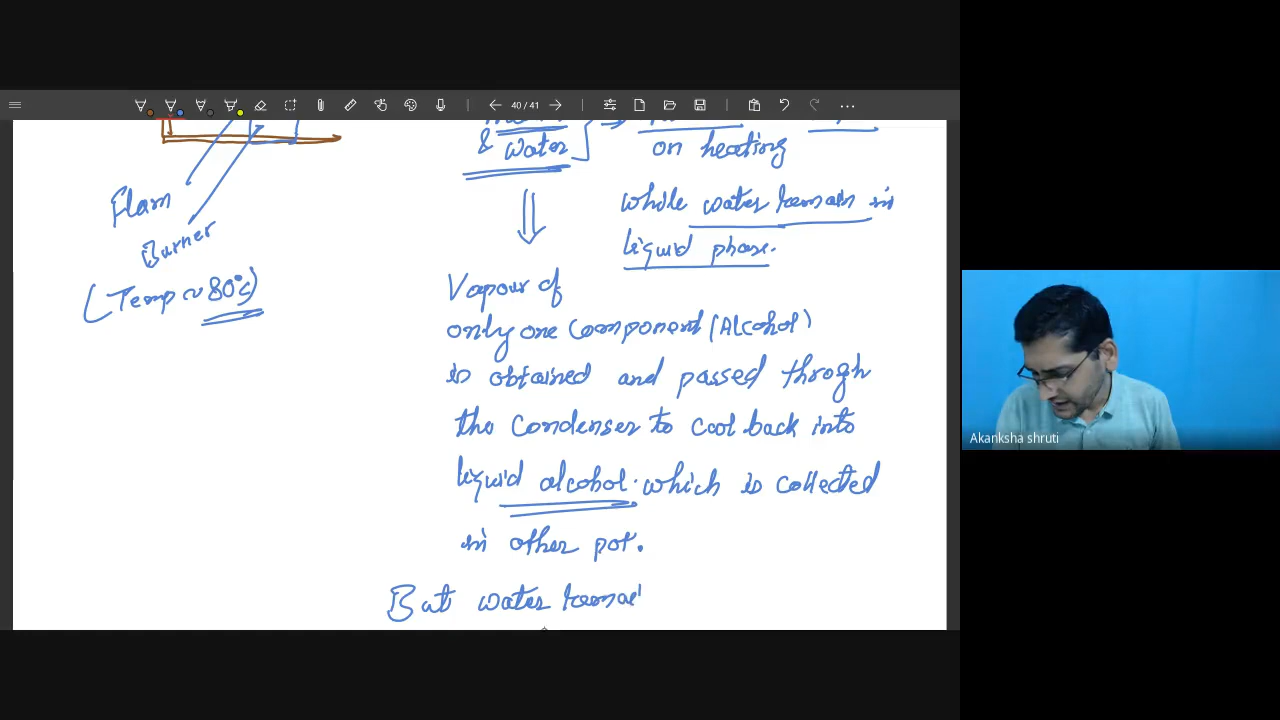 40 / 41
& water
on heating
Flam
Burner
(Temp ~ 80°c)
while water remain in
liquid phase.
Vapour of
only one component (Alcohol)
is obtained and passed throgh
the condenser to cool back into
liquid alcohol. which is collected
in other pot.
But water remai
Akanksha shruti